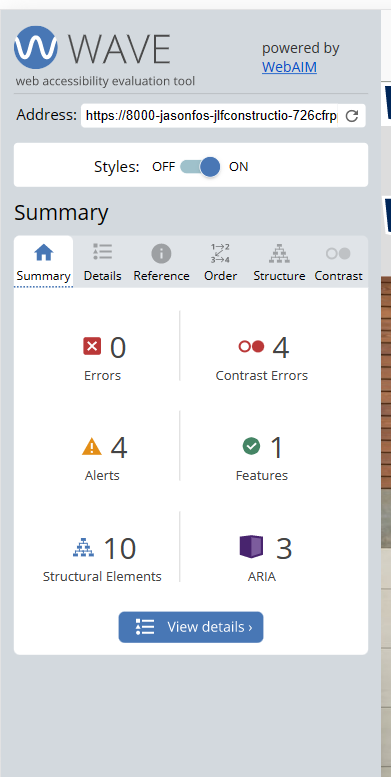 WAVE
powered by
WebAIM
web accessibility evaluation tool
Address: https://8000-jasonfos-jlfconstructio-726cfrp
Styles: OFF ON
Summary
Summary Details Reference Order Structure Contrast
0 4
Errors Contrast Errors
4 1
Alerts Features
10 3
Structural Elements ARIA
View details ›